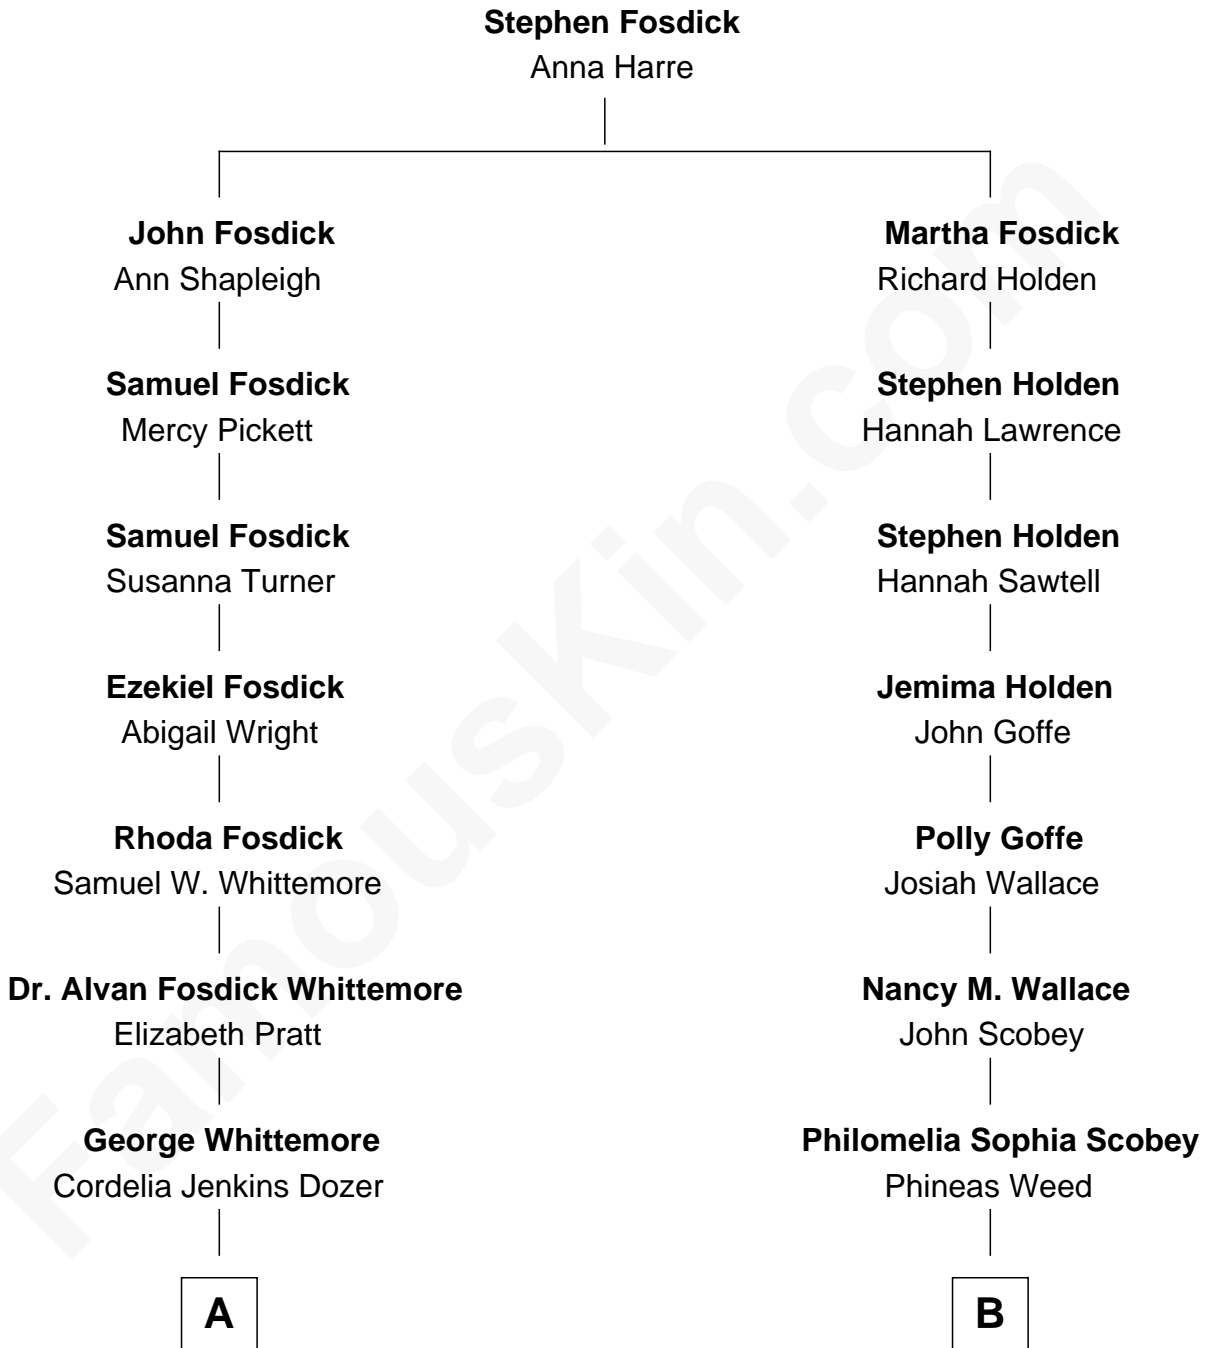 Stephen Fosdick
Anna Harre
John Fosdick
Ann Shapleigh
Martha Fosdick
Richard Holden
Samuel Fosdick
Mercy Pickett
Stephen Holden
Hannah Lawrence
Samuel Fosdick
Susanna Turner
Stephen Holden
Hannah Sawtell
Ezekiel Fosdick
Abigail Wright
Jemima Holden
John Goffe
Rhoda Fosdick
Samuel W. Whittemore
Polly Goffe
Josiah Wallace
Dr. Alvan Fosdick Whittemore
Elizabeth Pratt
Nancy M. Wallace
John Scobey
George Whittemore
Cordelia Jenkins Dozer
Philomelia Sophia Scobey
Phineas Weed
A
B
FamousKin.com